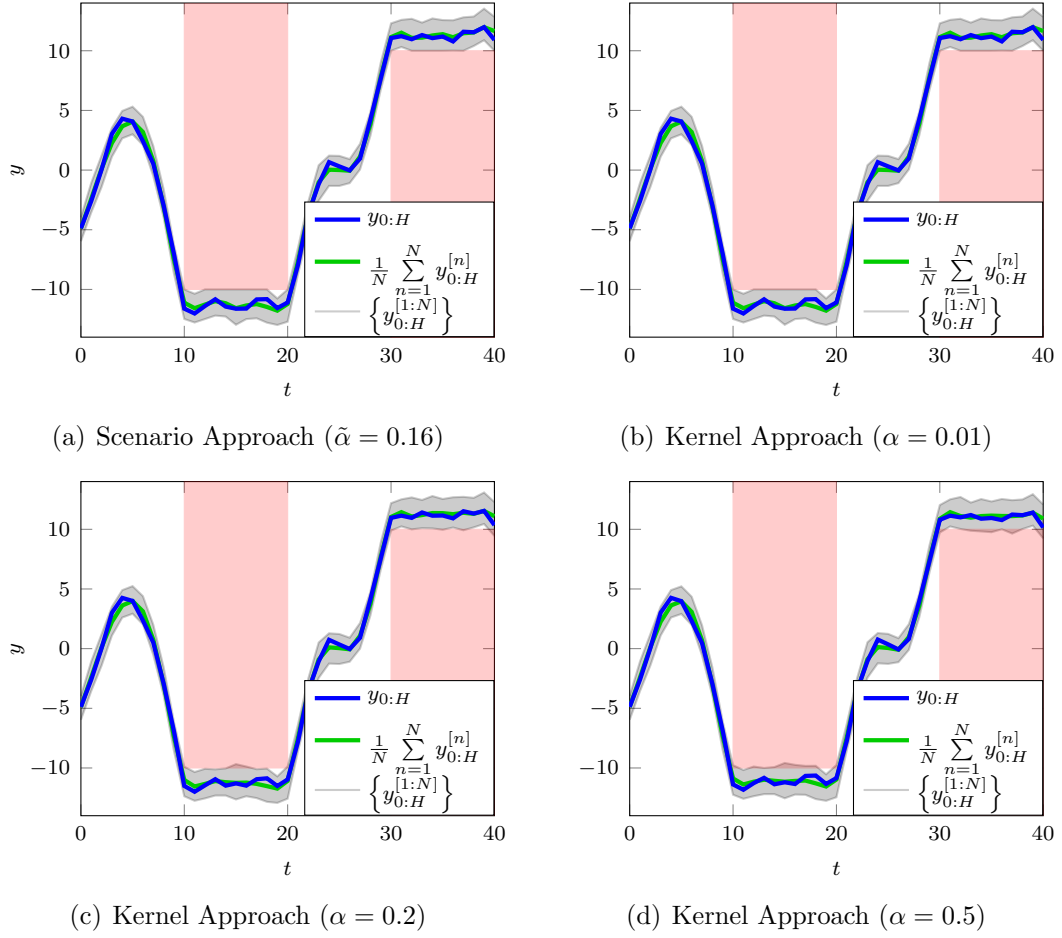 10
5
0
−5
−10
y
0 10 20 30 40
t
y_{0:H}
\frac{1}{N} \sum_{n=1}^{N} y_{0:H}^{[n]}
\left\{ y_{0:H}^{[1:N]} \right\}
(a) Scenario Approach (α̃ = 0.16)
10
5
0
−5
−10
0 10 20 30 40
t
y_{0:H}
\frac{1}{N} \sum_{n=1}^{N} y_{0:H}^{[n]}
\left\{ y_{0:H}^{[1:N]} \right\}
(b) Kernel Approach (α = 0.01)
10
5
0
−5
−10
y
0 10 20 30 40
t
y_{0:H}
\frac{1}{N} \sum_{n=1}^{N} y_{0:H}^{[n]}
\left\{ y_{0:H}^{[1:N]} \right\}
(c) Kernel Approach (α = 0.2)
10
5
0
−5
−10
0 10 20 30 40
t
y_{0:H}
\frac{1}{N} \sum_{n=1}^{N} y_{0:H}^{[n]}
\left\{ y_{0:H}^{[1:N]} \right\}
(d) Kernel Approach (α = 0.5)